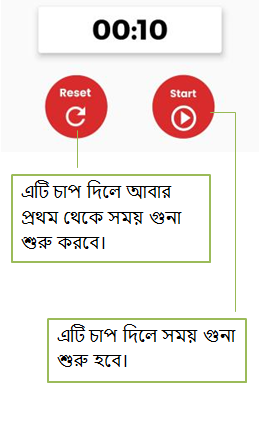 00:10
Reset
Start
এটি চাপ দিলে আবার
প্রথম থেকে সময় গুনা
শুরু করবে।
এটি চাপ দিলে সময় গুনা
শুরু হবে।